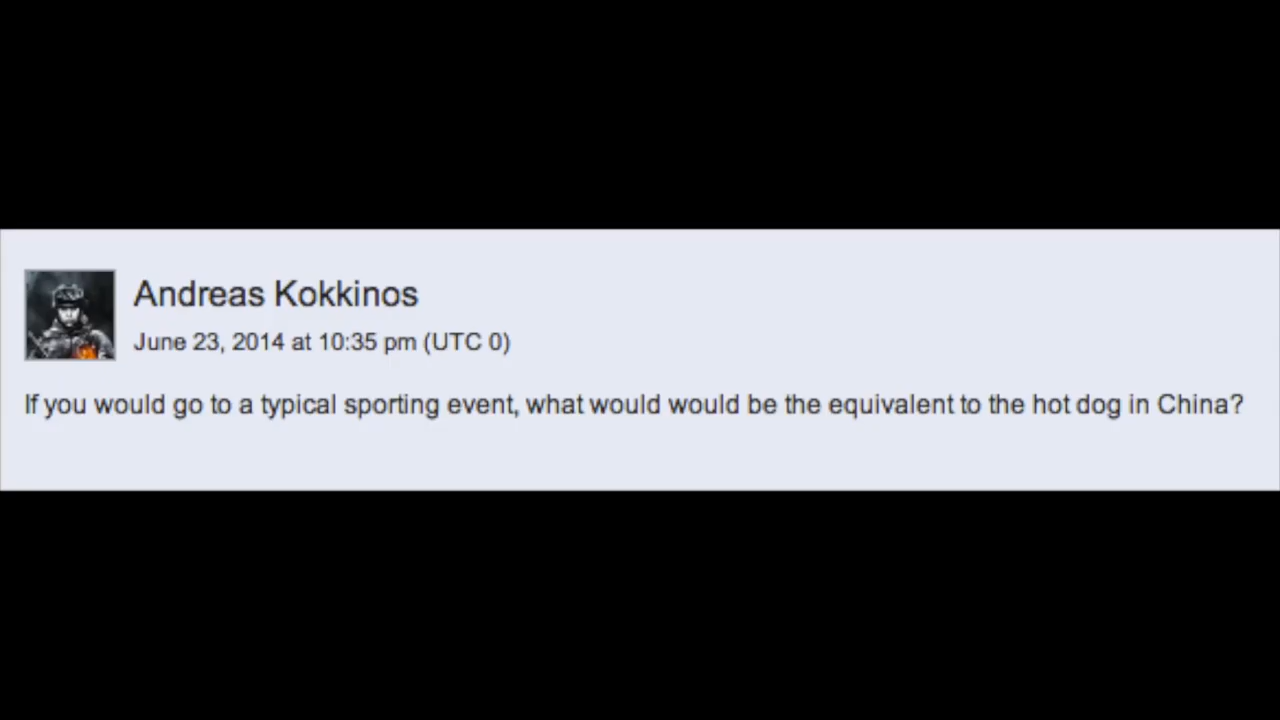 Andreas Kokkinos
June 23, 2014 at 10:35 pm (UTC 0)
If you would go to a typical sporting event, what would would be the equivalent to the hot dog in China?